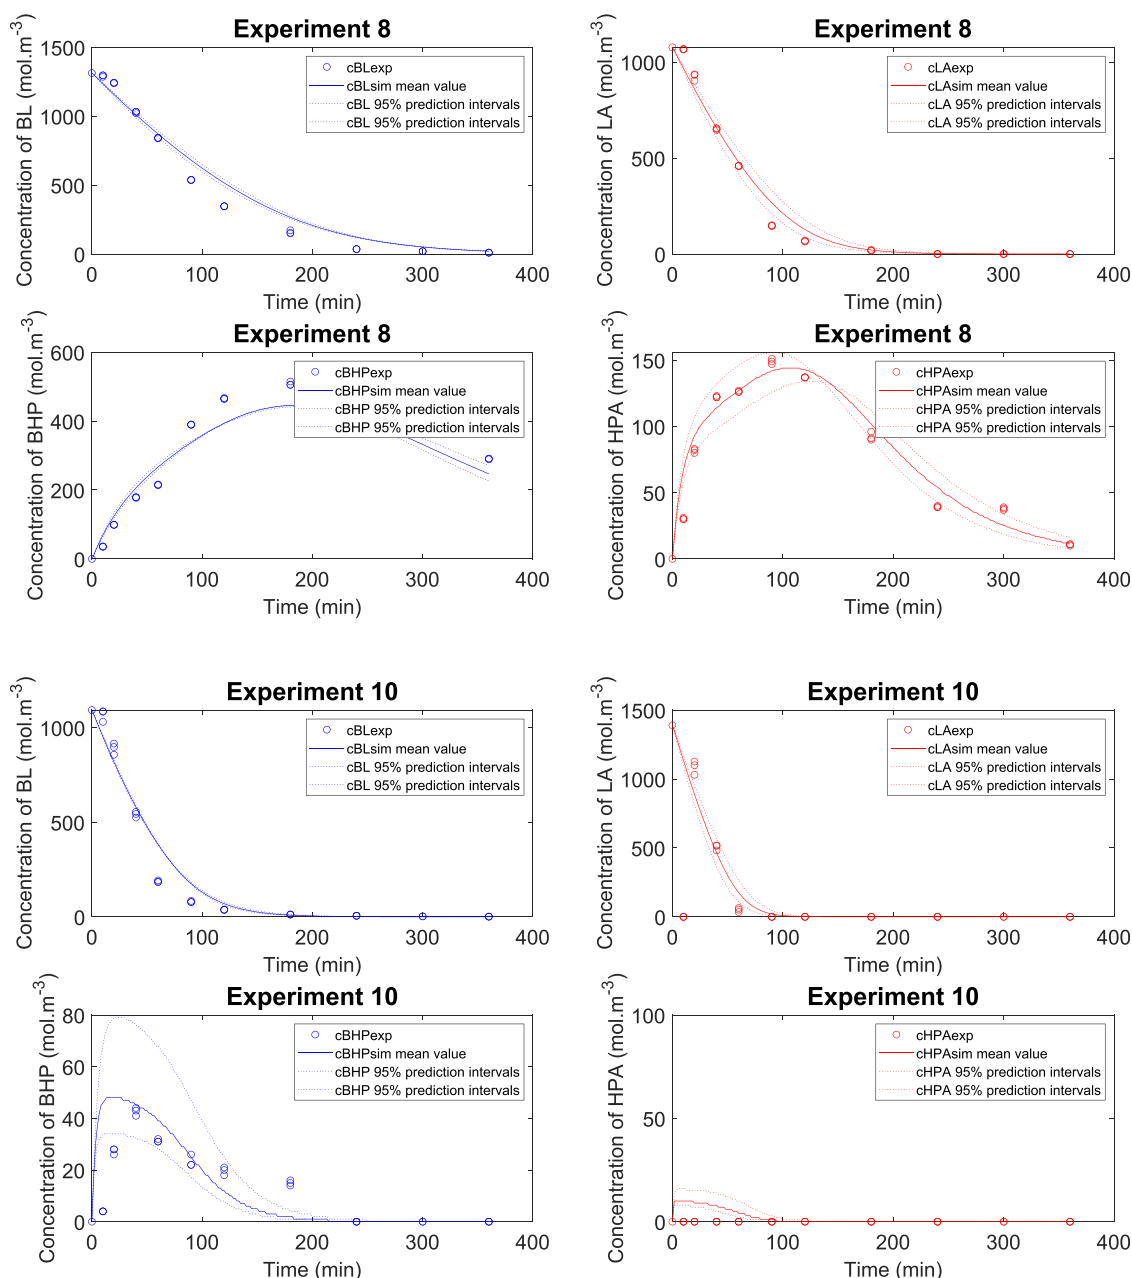 Experiment 8
Concentration of BL (mol.m-3)
1500
1000
500
0
cBLexp
cBLsim mean value
cBL 95% prediction intervals
cBL 95% prediction intervals
0 100 200 300 400
Time (min)
Experiment 8
Concentration of LA (mol.m-3)
1000
500
0
cLAexp
cLAsim mean value
cLA 95% prediction intervals
cLA 95% prediction intervals
0 100 200 300 400
Time (min)
Experiment 8
Concentration of BHP (mol.m-3)
600
400
200
0
cBHPexp
cBHPsim mean value
cBHP 95% prediction intervals
cBHP 95% prediction intervals
0 100 200 300 400
Time (min)
Experiment 8
Concentration of HPA (mol.m-3)
150
100
50
0
cHPAexp
cHPAsim mean value
cHPA 95% prediction intervals
cHPA 95% prediction intervals
0 100 200 300 400
Time (min)
Experiment 10
Concentration of BL (mol.m-3)
1000
500
0
cBLexp
cBLsim mean value
cBL 95% prediction intervals
cBL 95% prediction intervals
0 100 200 300 400
Time (min)
Experiment 10
Concentration of LA (mol.m-3)
1500
1000
500
0
cLAexp
cLAsim mean value
cLA 95% prediction intervals
cLA 95% prediction intervals
0 100 200 300 400
Time (min)
Experiment 10
Concentration of BHP (mol.m-3)
80
60
40
20
0
cBHPexp
cBHPsim mean value
cBHP 95% prediction intervals
cBHP 95% prediction intervals
0 100 200 300 400
Time (min)
Experiment 10
Concentration of HPA (mol.m-3)
100
50
0
cHPAexp
cHPAsim mean value
cHPA 95% prediction intervals
cHPA 95% prediction intervals
0 100 200 300 400
Time (min)